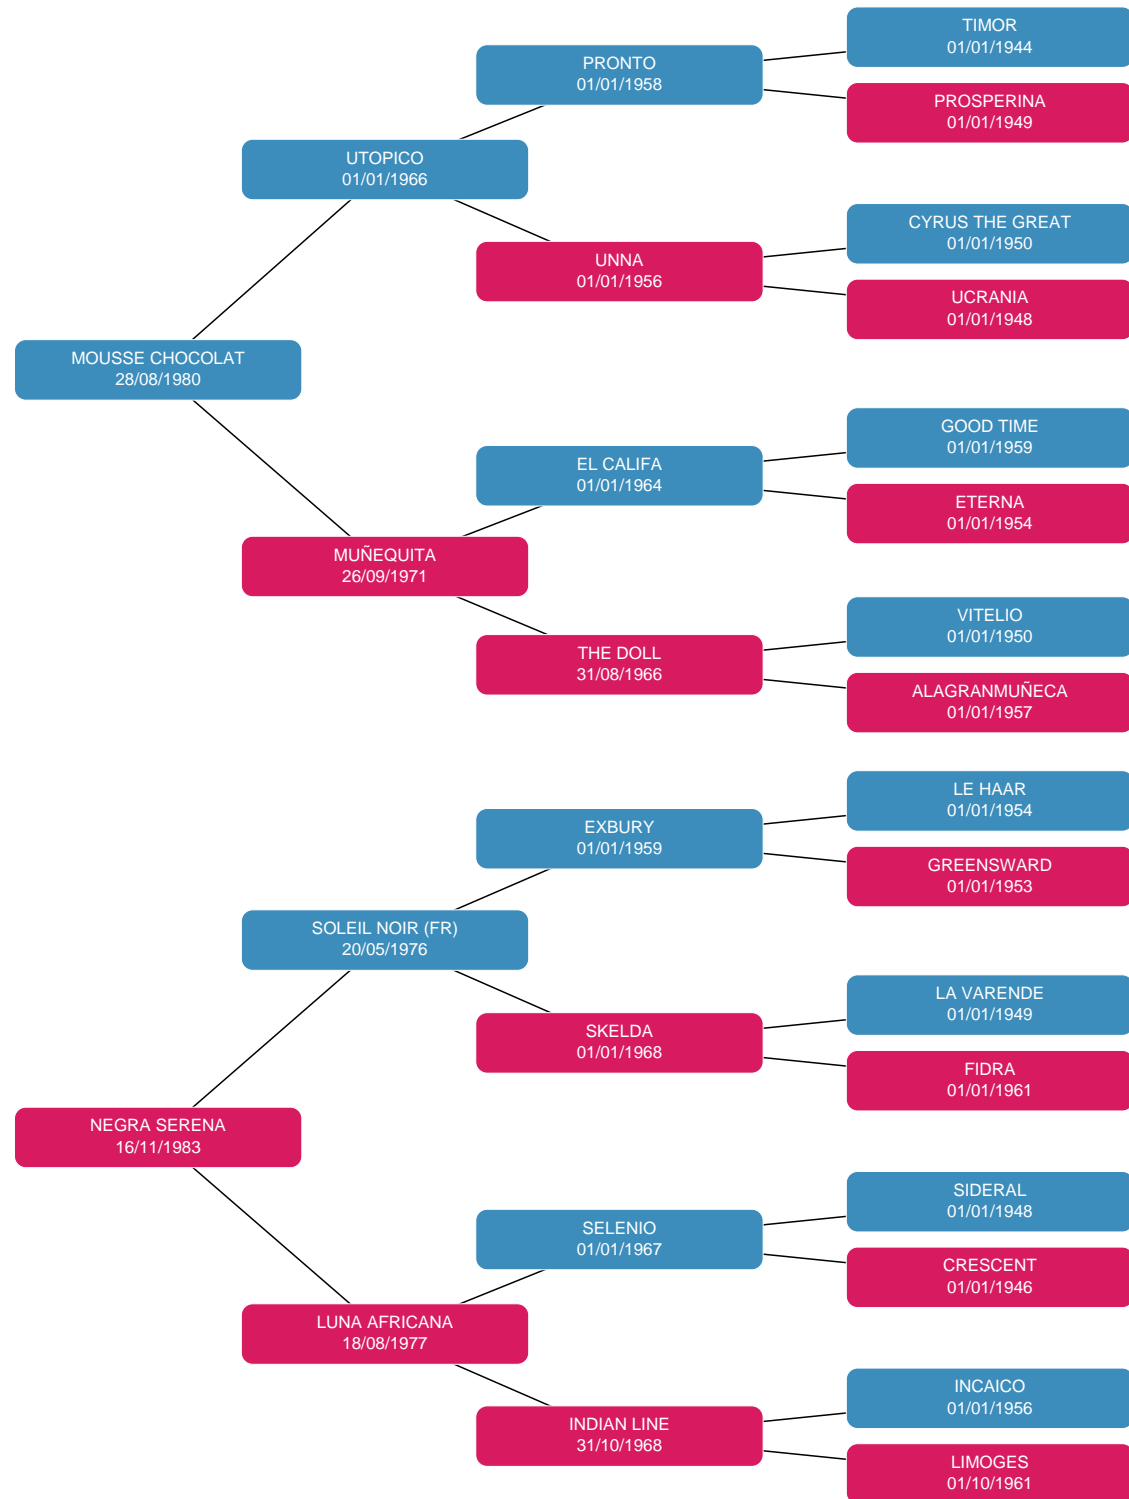 TIMOR
01/01/1944
PRONTO
01/01/1958
PROSPERINA
01/01/1949
UTOPICO
01/01/1966
CYRUS THE GREAT
01/01/1950
UNNA
01/01/1956
UCRANIA
01/01/1948
MOUSSE CHOCOLAT
28/08/1980
GOOD TIME
01/01/1959
EL CALIFA
01/01/1964
ETERNA
01/01/1954
MUÑEQUITA
26/09/1971
VITELIO
01/01/1950
THE DOLL
31/08/1966
ALAGRANMUÑECA
01/01/1957
LE HAAR
01/01/1954
EXBURY
01/01/1959
GREENSWARD
01/01/1953
SOLEIL NOIR (FR)
20/05/1976
LA VARENDE
01/01/1949
SKELDA
01/01/1968
FIDRA
01/01/1961
NEGRA SERENA
16/11/1983
SIDERAL
01/01/1948
SELENIO
01/01/1967
CRESCENT
01/01/1946
LUNA AFRICANA
18/08/1977
INCAICO
01/01/1956
INDIAN LINE
31/10/1968
LIMOGES
01/10/1961